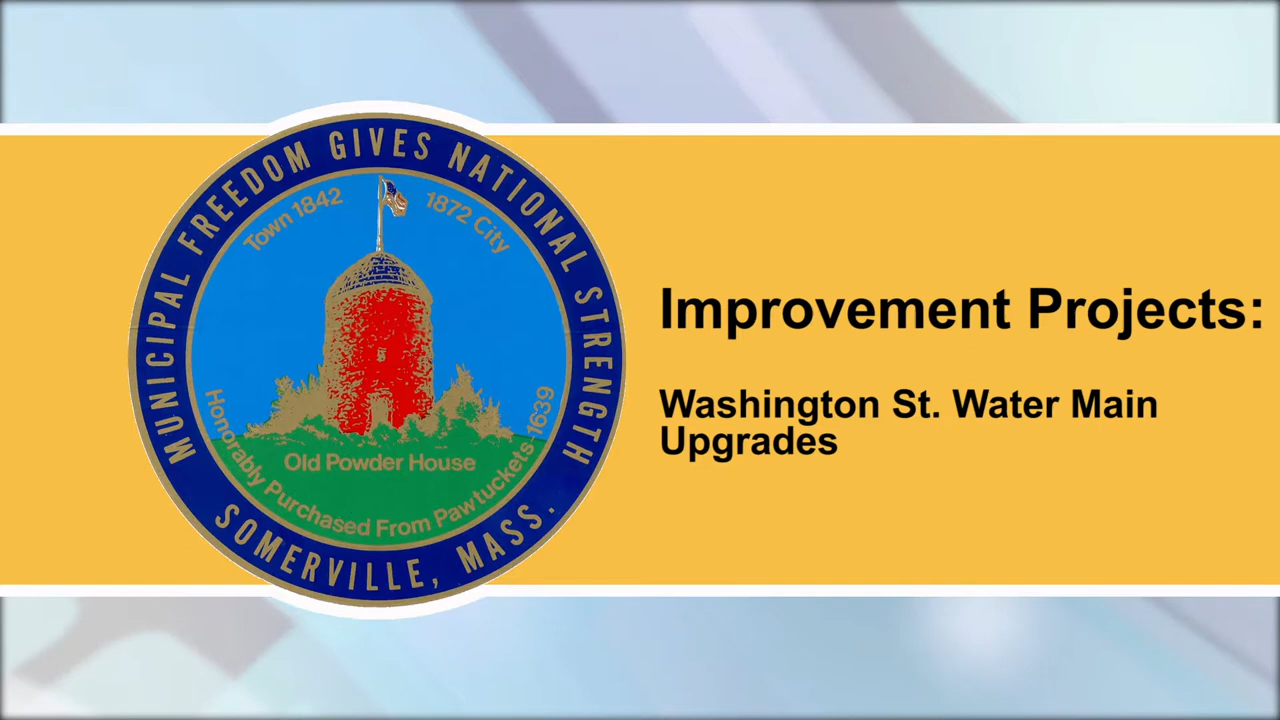 MUNICIPAL FREEDOM GIVES NATIONAL STRENGTH
Town 1842
1872 City
Honorably Purchased From Pawtuckets 1639
Old Powder House
SOMERVILLE, MASS.
Improvement Projects:
Washington St. Water Main
Upgrades